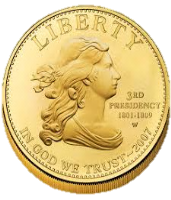 LIBERTY
3RD
PRESIDENCY
1801-1809
W
IN GOD WE TRUST 2007